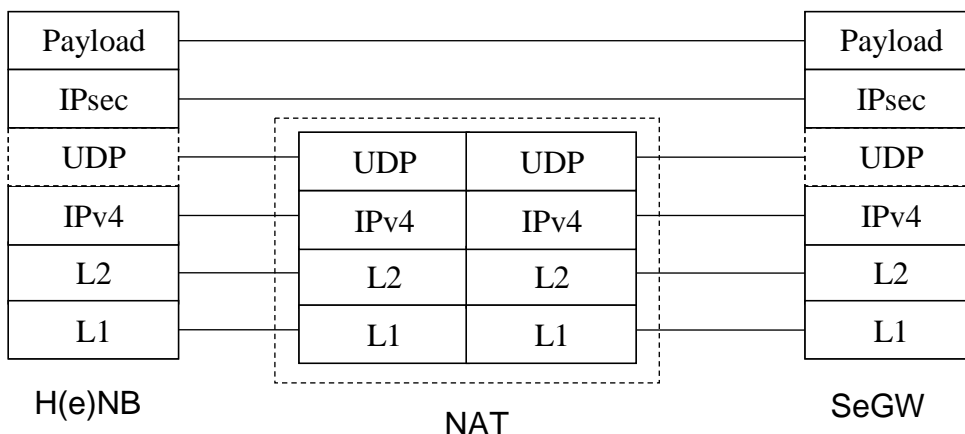 Payload
Payload
IPsec
IPsec
UDP
UDP
UDP
UDP
IPv4
IPv4
IPv4
IPv4
L2
L2
L2
L2
L1
L1
L1
L1
H(e)NB
NAT
SeGW